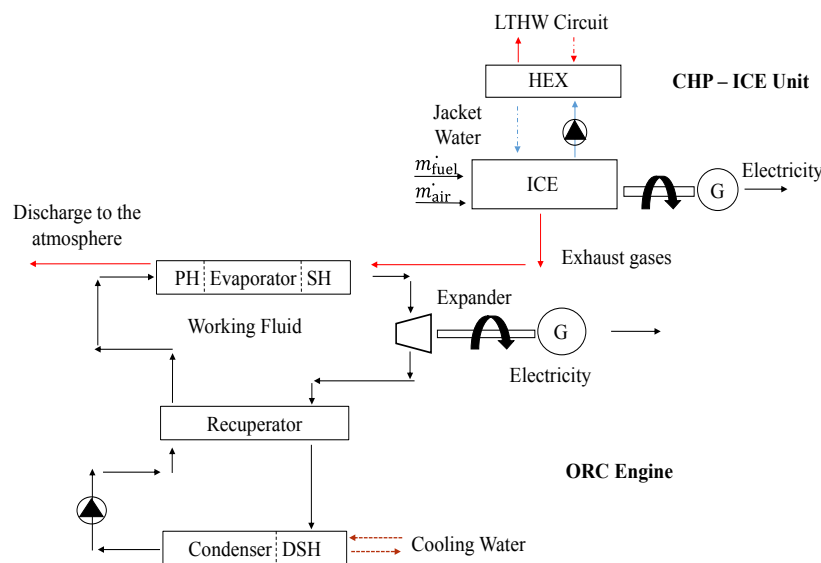 LTHW Circuit
HEX
CHP – ICE Unit
Jacket
Water
ṁfuel
ṁair
ICE
G
Electricity
Discharge to the
atmosphere
Exhaust gases
PH Evaporator SH
Expander
Working Fluid
G
Electricity
Recuperator
ORC Engine
Condenser DSH
Cooling Water